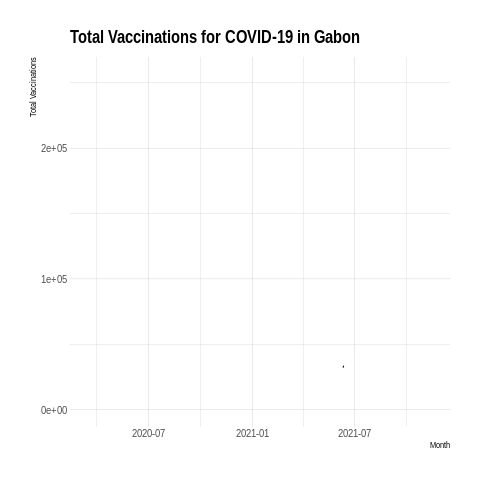 Total Vaccinations for COVID-19 in Gabon
Total Vaccinations
2e+05
1e+05
0e+00
2020-07 2021-01 2021-07
Month